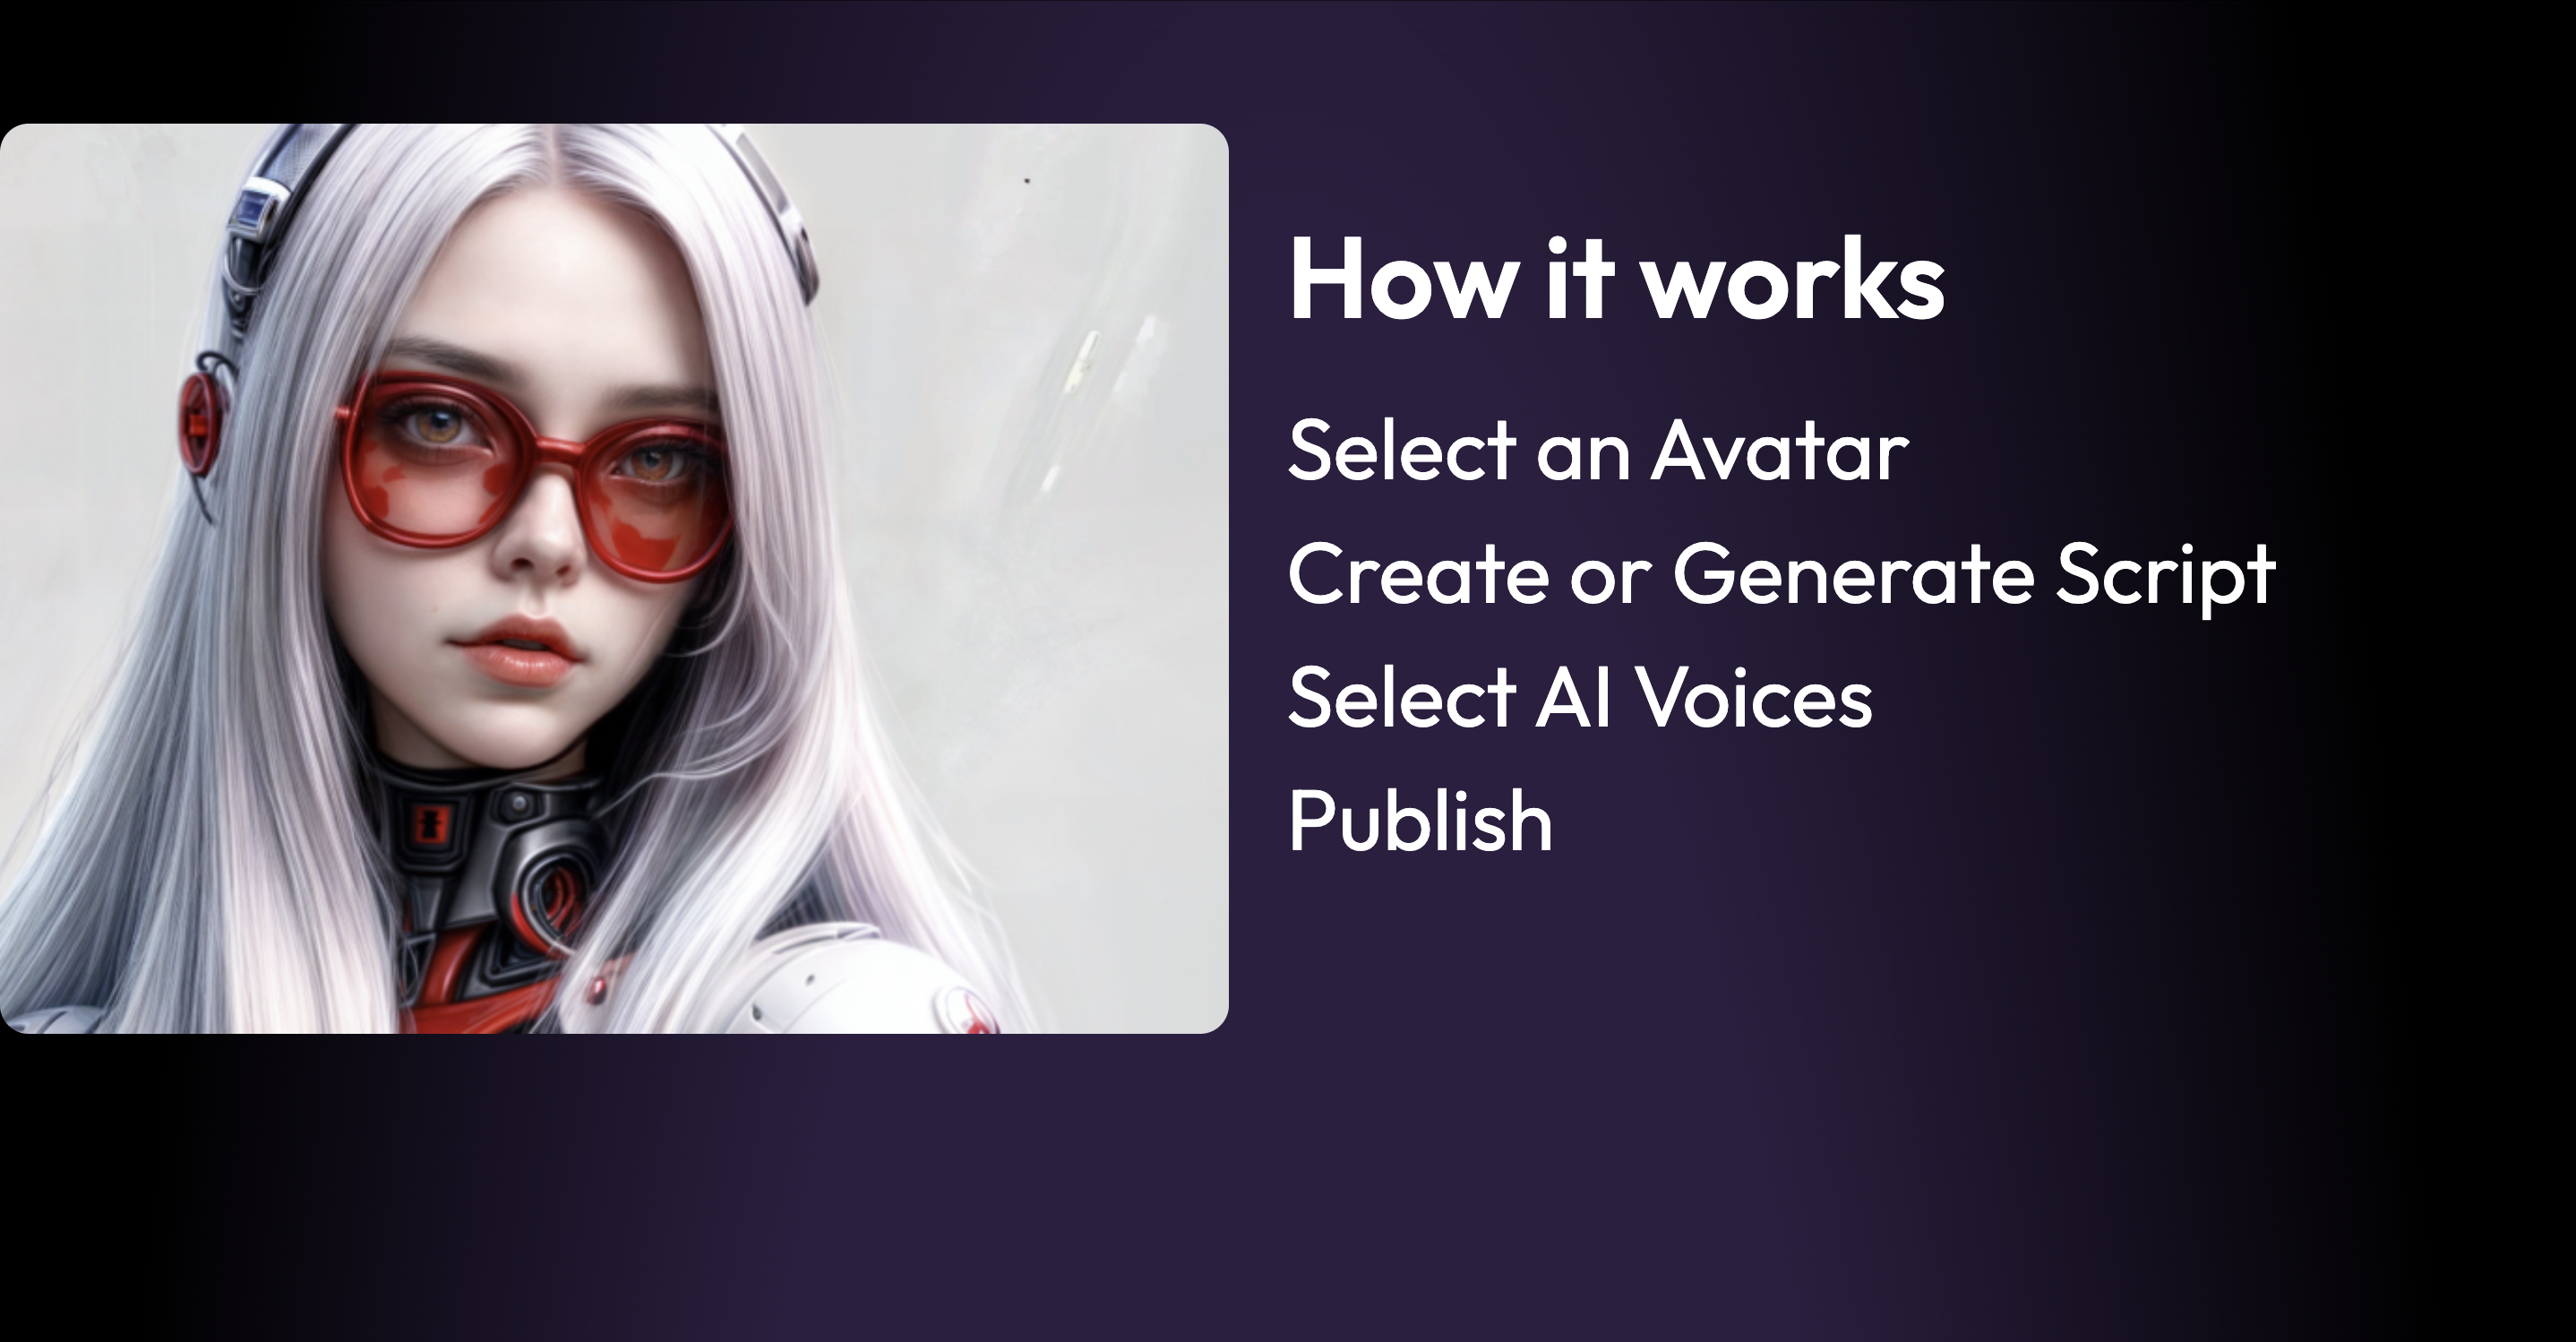 How it works
Select an Avatar
Create or Generate Script
Select AI Voices
Publish